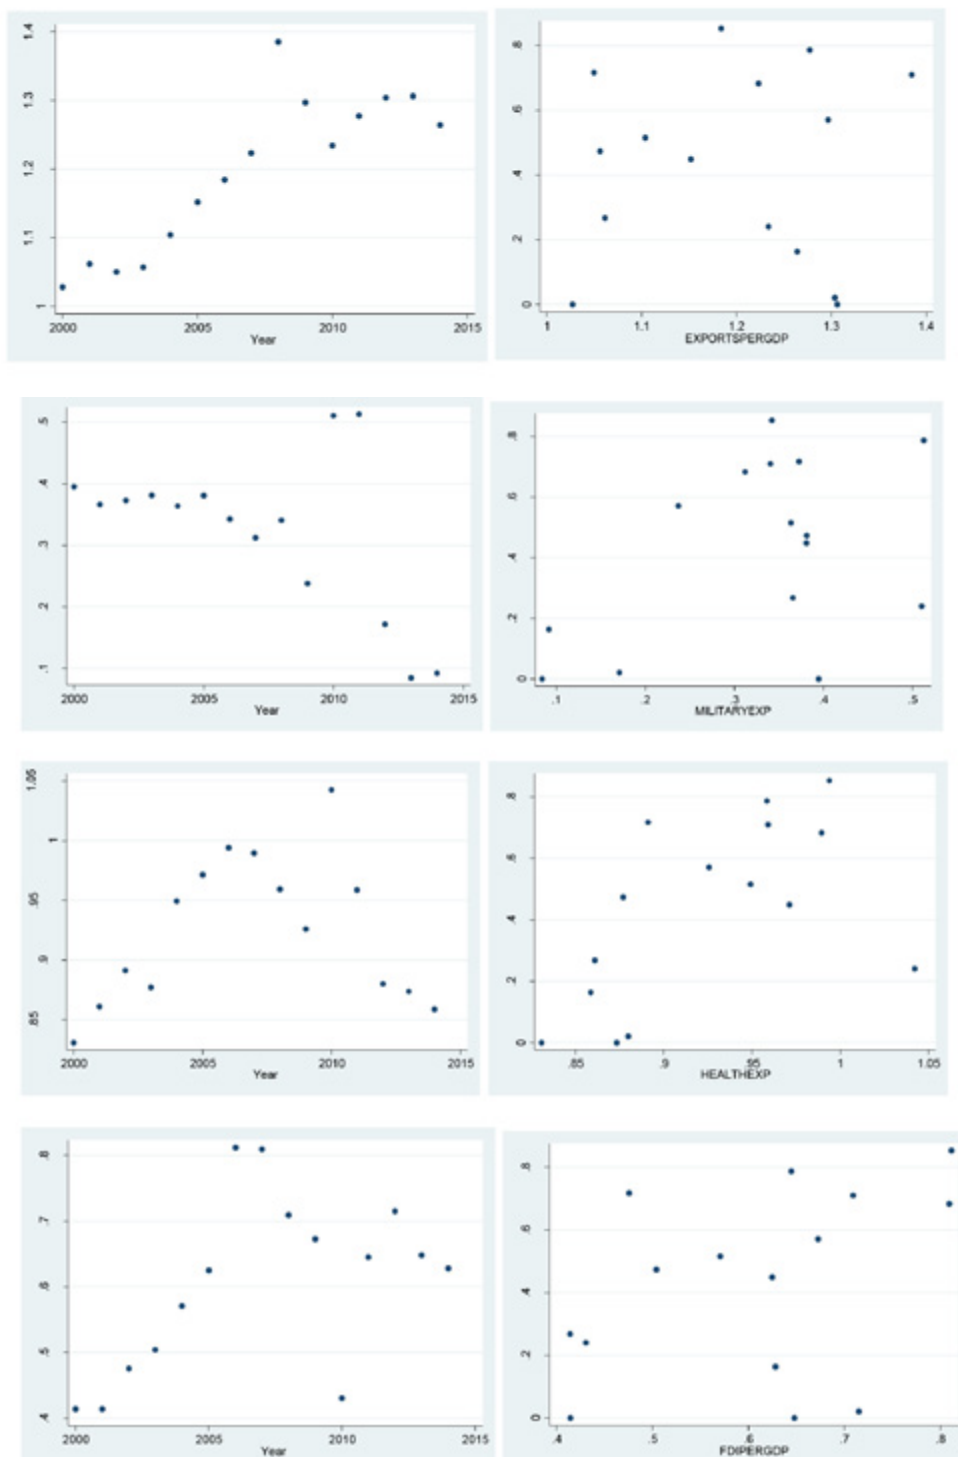 1.4
1.3
1.2
1.1
1
2000 2005 2010 2015
Year
.8
.6
.4
.2
0
1 1.1 1.2 1.3 1.4
EXPORTSPERGDP
.5
.4
.3
.2
.1
2000 2005 2010 2015
Year
.8
.6
.4
.2
0
.1 .2 .3 .4 .5
MILITARYEXP
1.05
1
.95
.9
.85
2000 2005 2010 2015
Year
.8
.6
.4
.2
0
.85 .9 .95 1 1.05
HEALTHEXP
.8
.7
.6
.5
.4
2000 2005 2010 2015
Year
.8
.6
.4
.2
0
.4 .5 .6 .7 .8
FDIPERGDP